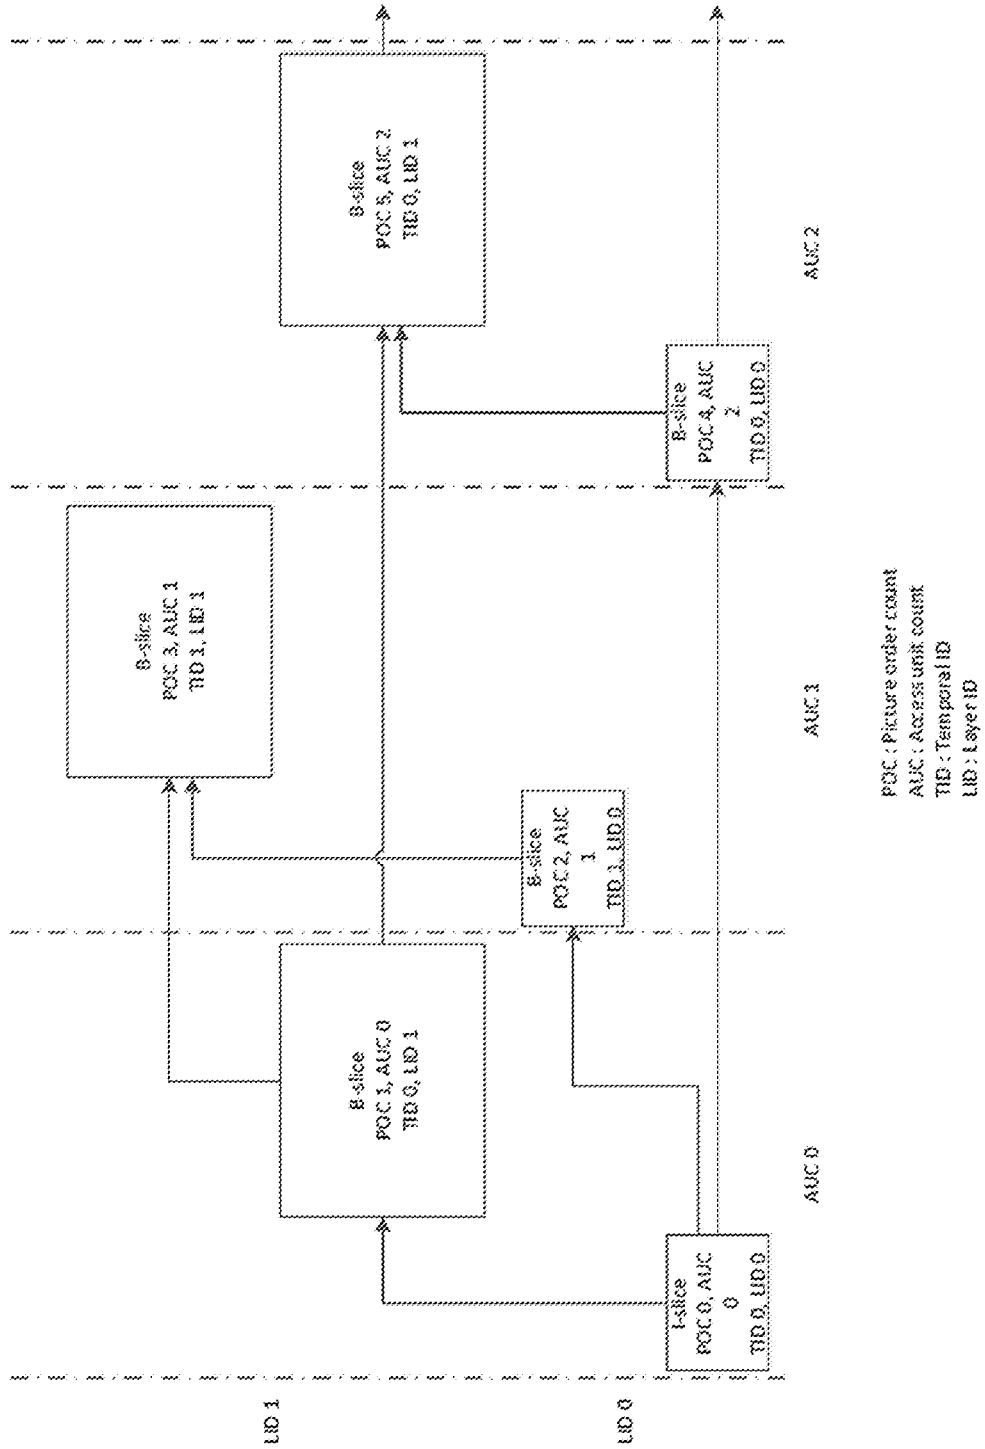 LID 1
B-slice
POC 3, AUC 1
TID 1, LID 1
B-slice
POC 1, AUC 0
TID 0, LID 1
B-slice
POC 5, AUC 2
TID 0, LID 1
LID 0
B-slice
POC 2, AUC
1
TID 1, LID 0
I-slice
POC 0, AUC
0
TID 0, LID 0
B-slice
POC 4, AUC
2
TID 0, LID 0
AUC 0
AUC 1
AUC 2
POC : Picture order count
AUC : Access unit count
TID : Temporal ID
LID : Layer ID